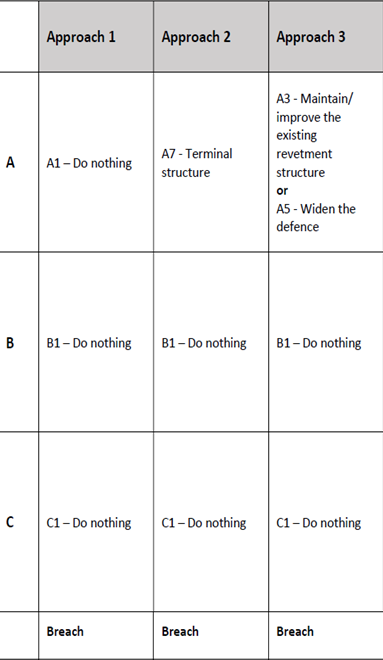 Approach 1 Approach 2 Approach 3
A
A1 – Do nothing
A7 - Terminal
structure
A3 - Maintain/
improve the
existing
revetment
structure
or
A5 - Widen the
defence
B
B1 – Do nothing B1 – Do nothing B1 – Do nothing
C
C1 – Do nothing C1 – Do nothing C1 – Do nothing
Breach Breach Breach